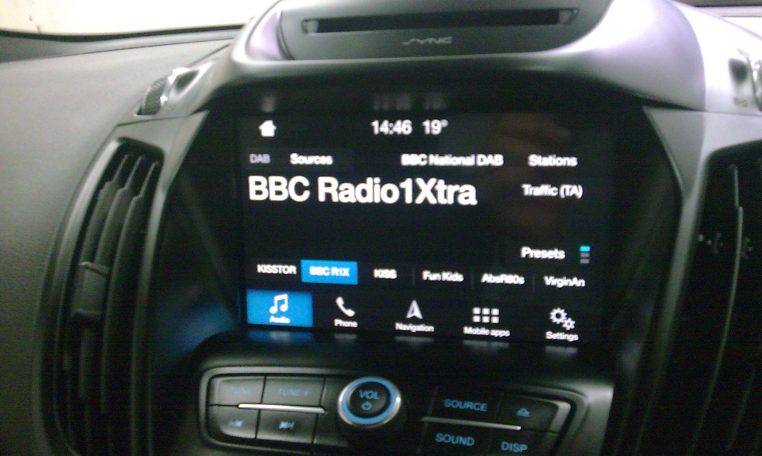 SYNC
14:46 19°
DAB Sources BBC National DAB Stations
BBC Radio1Xtra Traffic (TA)
Presets
KISSTOR BBC R1X KISS Fun Kids AbsR80s VirginAn
Audio Phone Navigation Mobile apps Settings
TUNE
VOL SOURCE
SOUND DISP